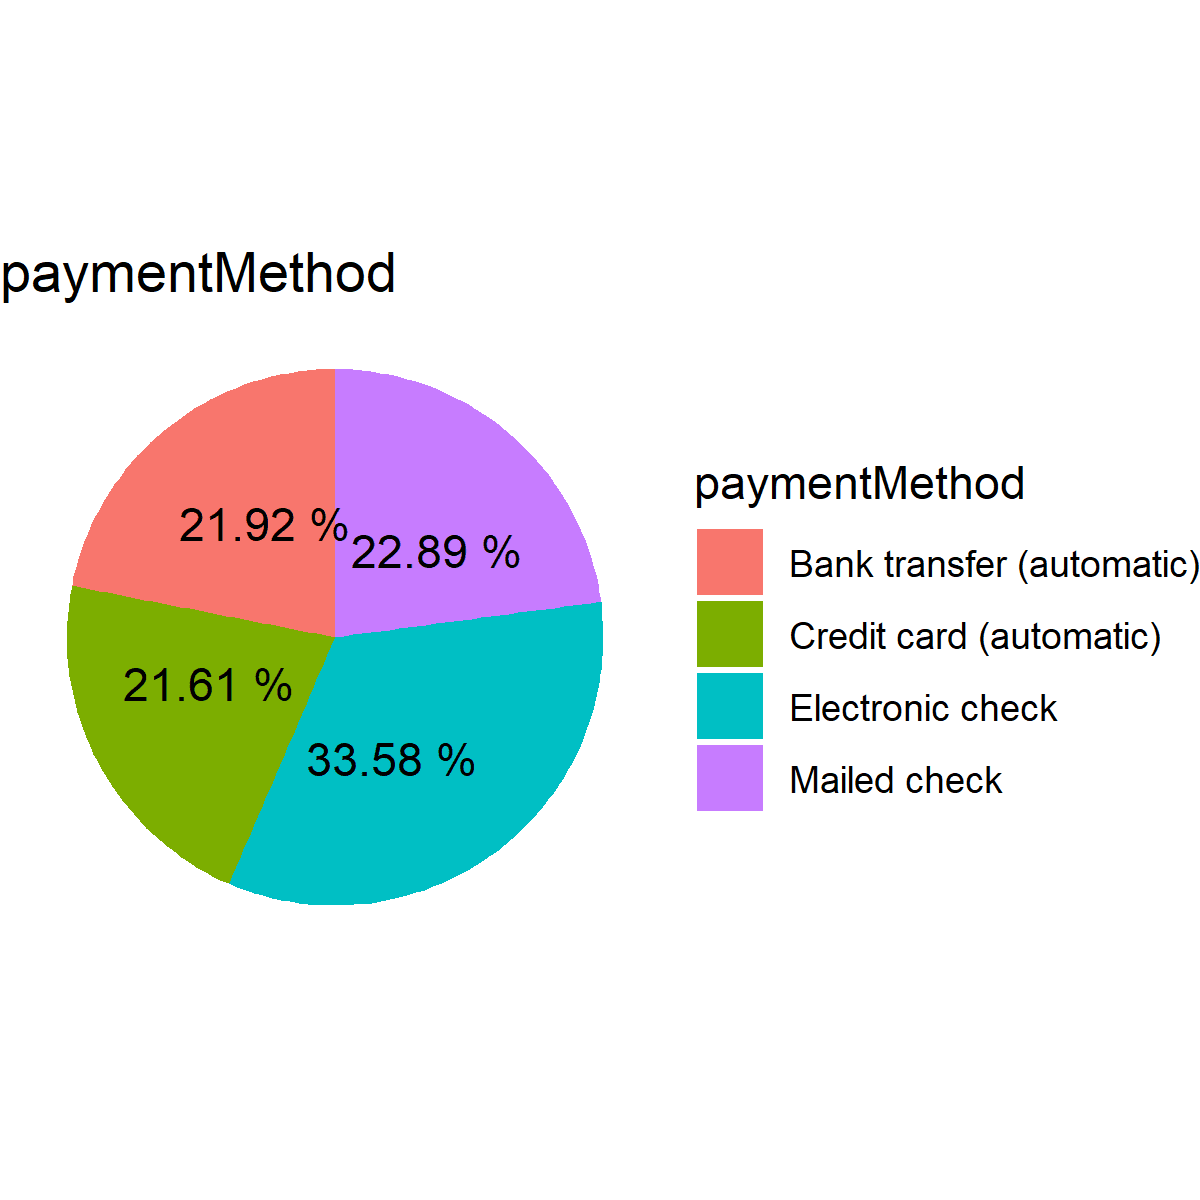 paymentMethod
21.92 %
22.89 %
21.61 %
33.58 %
paymentMethod
Bank transfer (automatic)
Credit card (automatic)
Electronic check
Mailed check